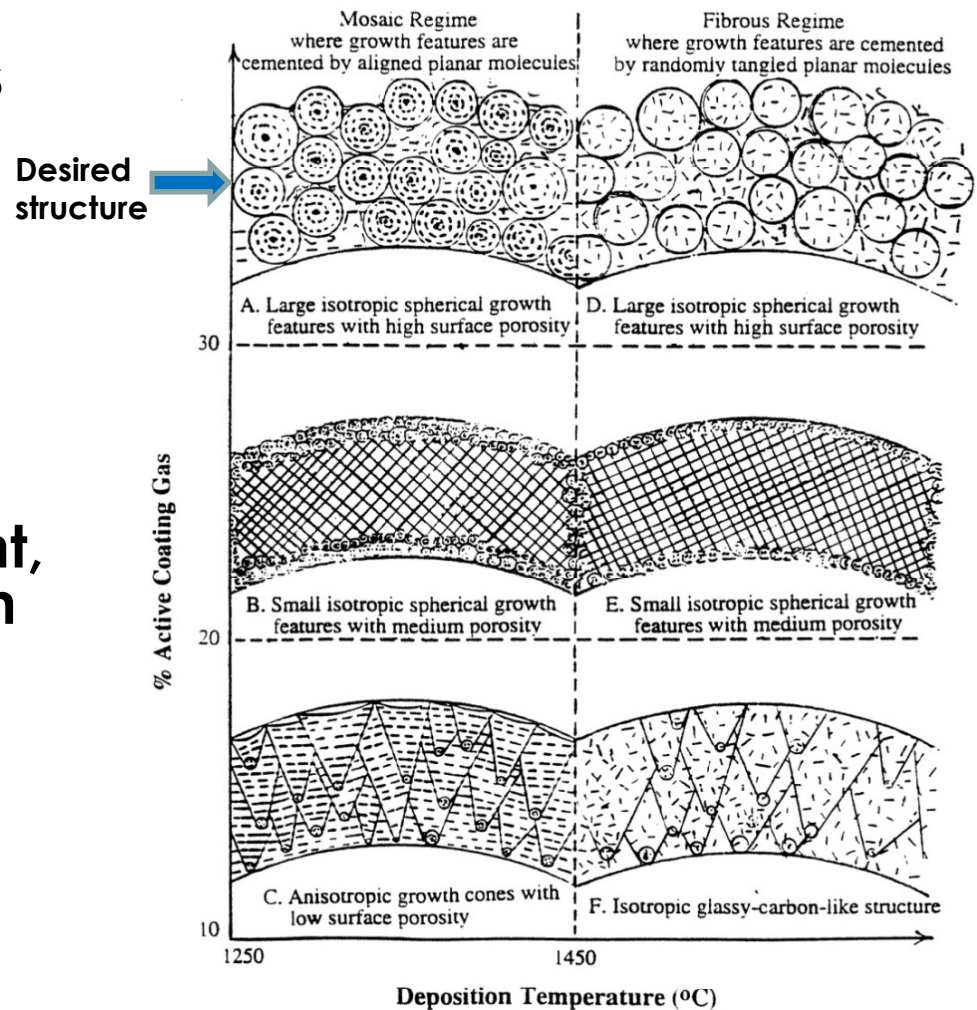 s
Desired
structure
nt,
n
Mosaic Regime
where growth features are
cemented by aligned planar molecules
Fibrous Regime
where growth features are cemented
by randomly tangled planar molecules
A. Large isotropic spherical growth
features with high surface porosity
D. Large isotropic spherical growth
features with high surface porosity
30
B. Small isotropic spherical growth
features with medium porosity
E. Small isotropic spherical growth
features with medium porosity
20
% Active Coating Gas
C. Anisotropic growth cones with
low surface porosity
F. Isotropic glassy-carbon-like structure
10
1250
1450
Deposition Temperature (ºC)